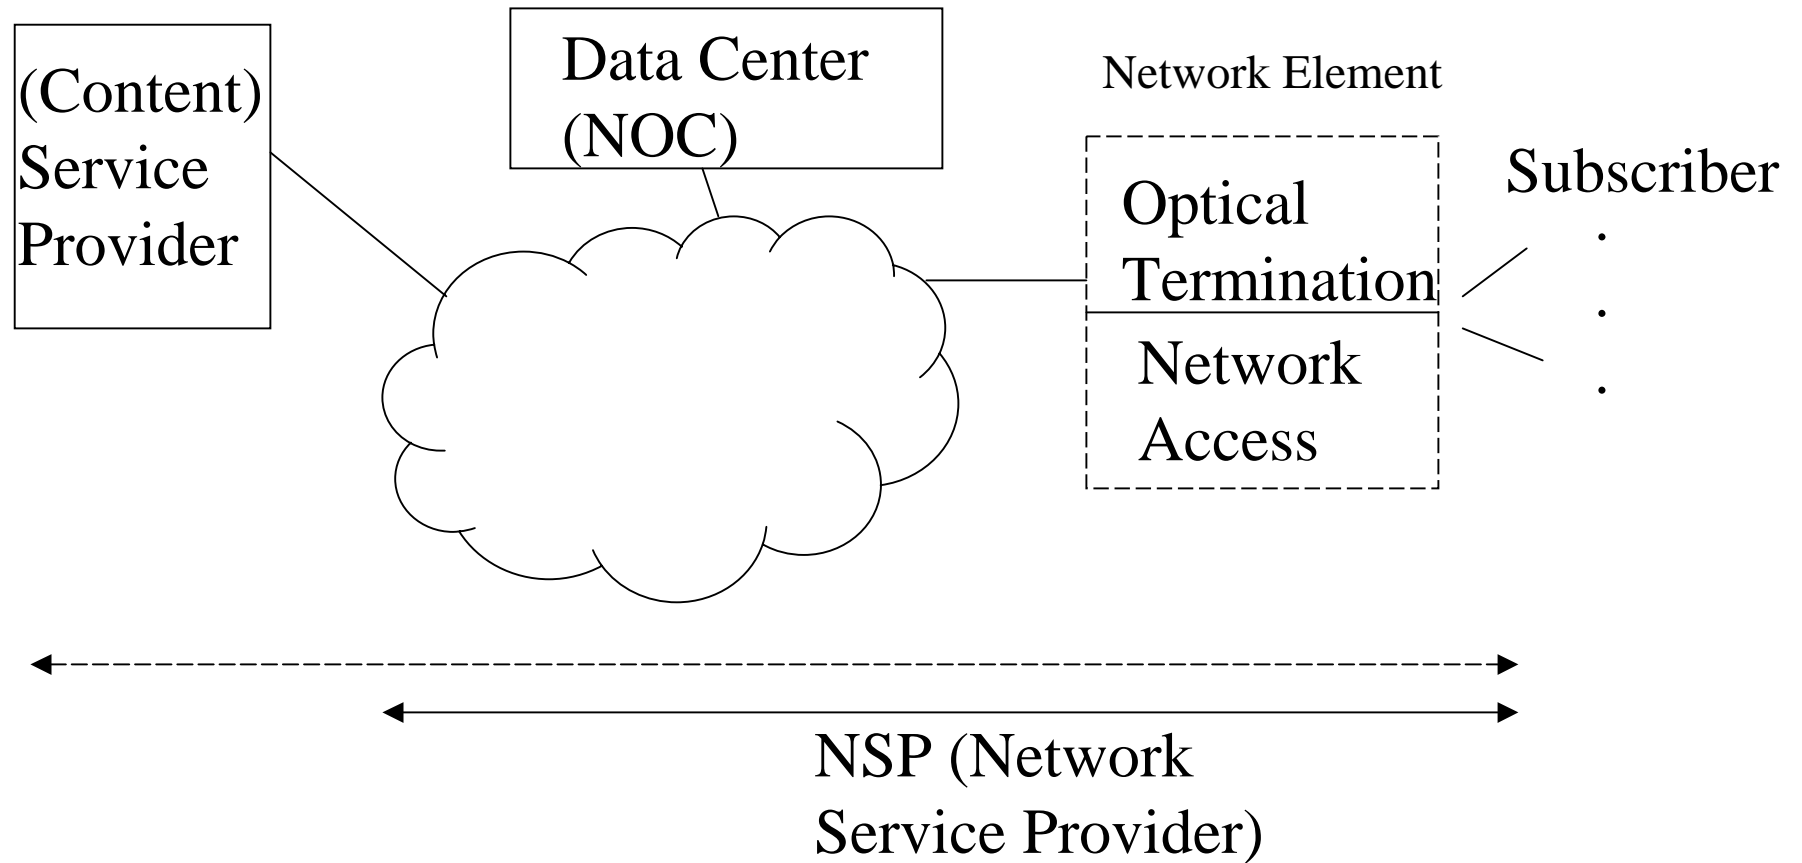 (Content)
Service
Provider
Data Center
(NOC)
Network Element
Optical
Termination
Network
Access
Subscriber
.
.
.
NSP (Network
Service Provider)